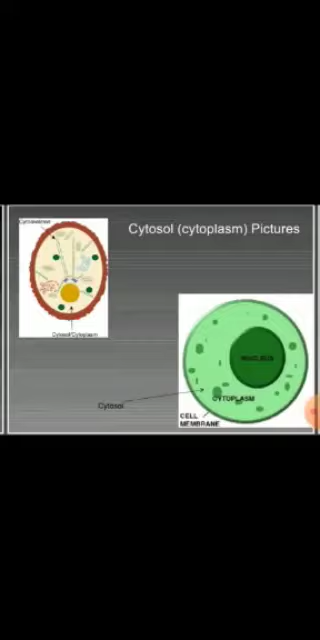 Cytoskeleton
Cytosol (cytoplasm) Pictures
Cytosol/Cytoplasm
NUCLEUS
Cytosol
CYTOPLASM
CELL
MEMBRANE